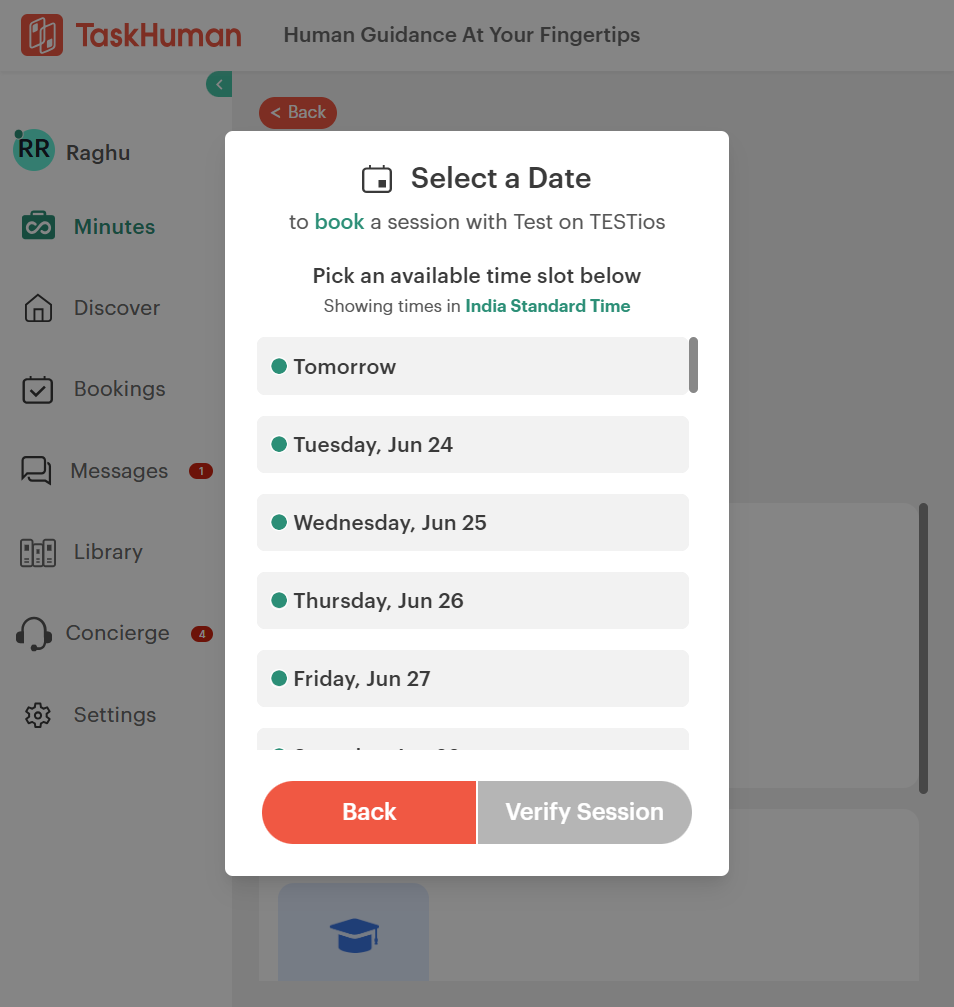 TaskHuman
Human Guidance At Your Fingertips
< Back
RR
Raghu
Minutes
Discover
Bookings
Messages 1
Library
Concierge 4
Settings
Select a Date
to book a session with Test on TESTios
Pick an available time slot below
Showing times in India Standard Time
Tomorrow
Tuesday, Jun 24
Wednesday, Jun 25
Thursday, Jun 26
Friday, Jun 27
Back
Verify Session